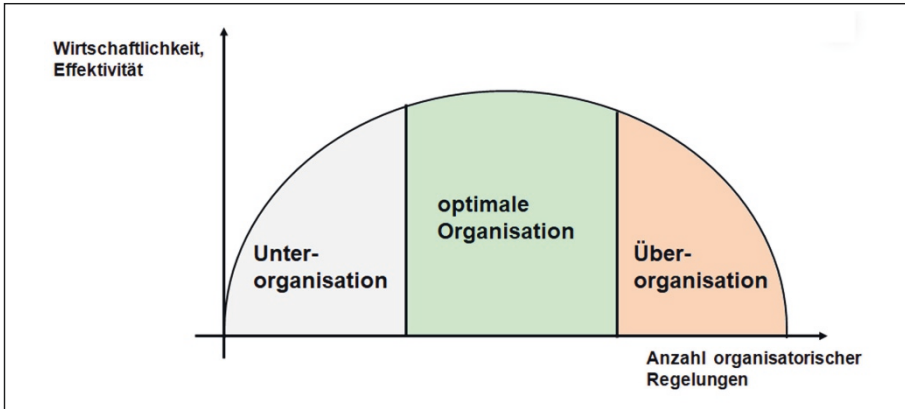 Wirtschaftlichkeit,
Effektivität
optimale
Organisation
Unter-
organisation
Über-
organisation
Anzahl organisatorischer
Regelungen